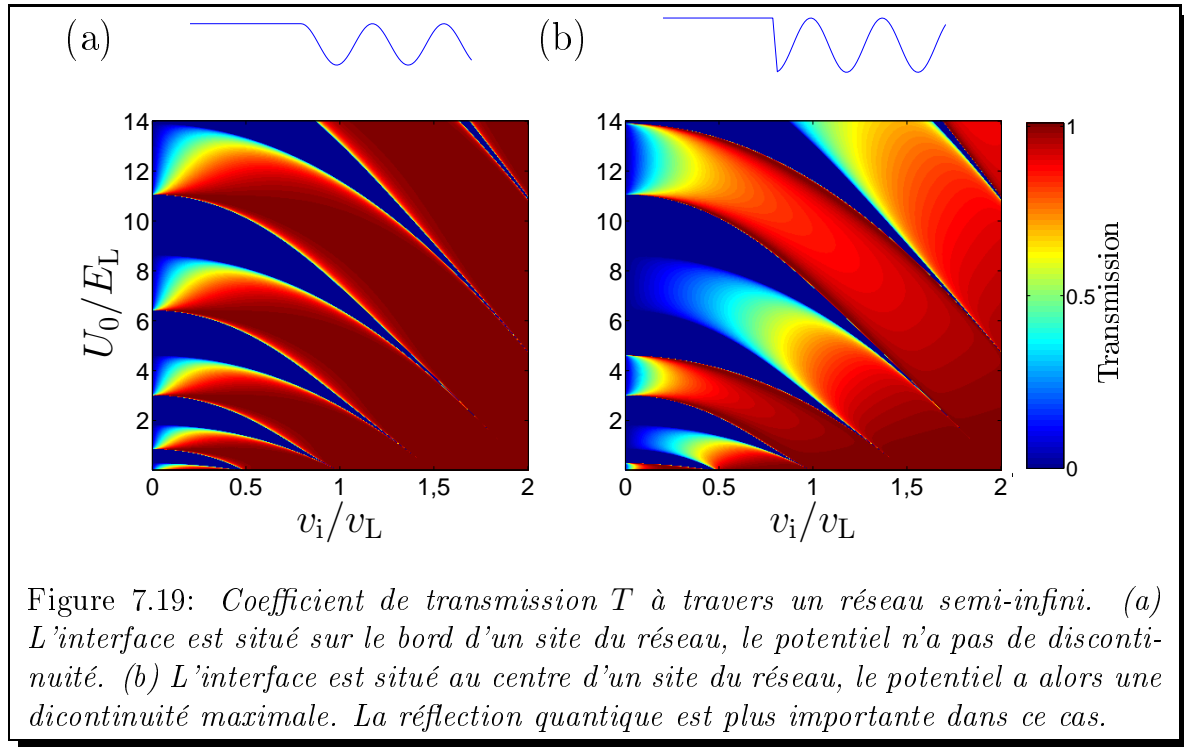 (a)
(b)
14
12
10
8
6
4
2
U0/EL
0
0.5
1
1,5
2
vi/vL
14
12
10
8
6
4
2
0
0.5
1
1,5
2
vi/vL
1
0.5
0
Transmission
Figure 7.19: Coefficient de transmission T à travers un réseau semi-infini. (a)
L'interface est situé sur le bord d'un site du réseau, le potentiel n'a pas de disconti-
nuité. (b) L'interface est situé au centre d'un site du réseau, le potentiel a alors une
dicontinuité maximale. La réflection quantique est plus importante dans ce cas.